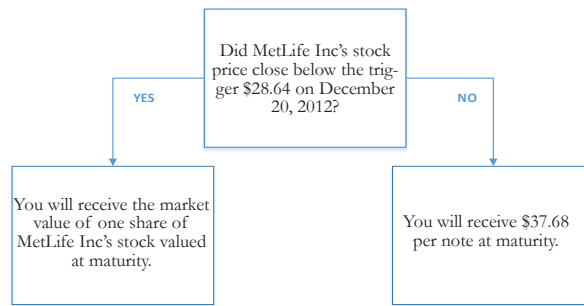 Did MetLife Inc's stock
price close below the trig-
ger $28.64 on December
20, 2012?
YES
NO
You will receive the market
value of one share of
MetLife Inc's stock valued
at maturity.
You will receive $37.68
per note at maturity.